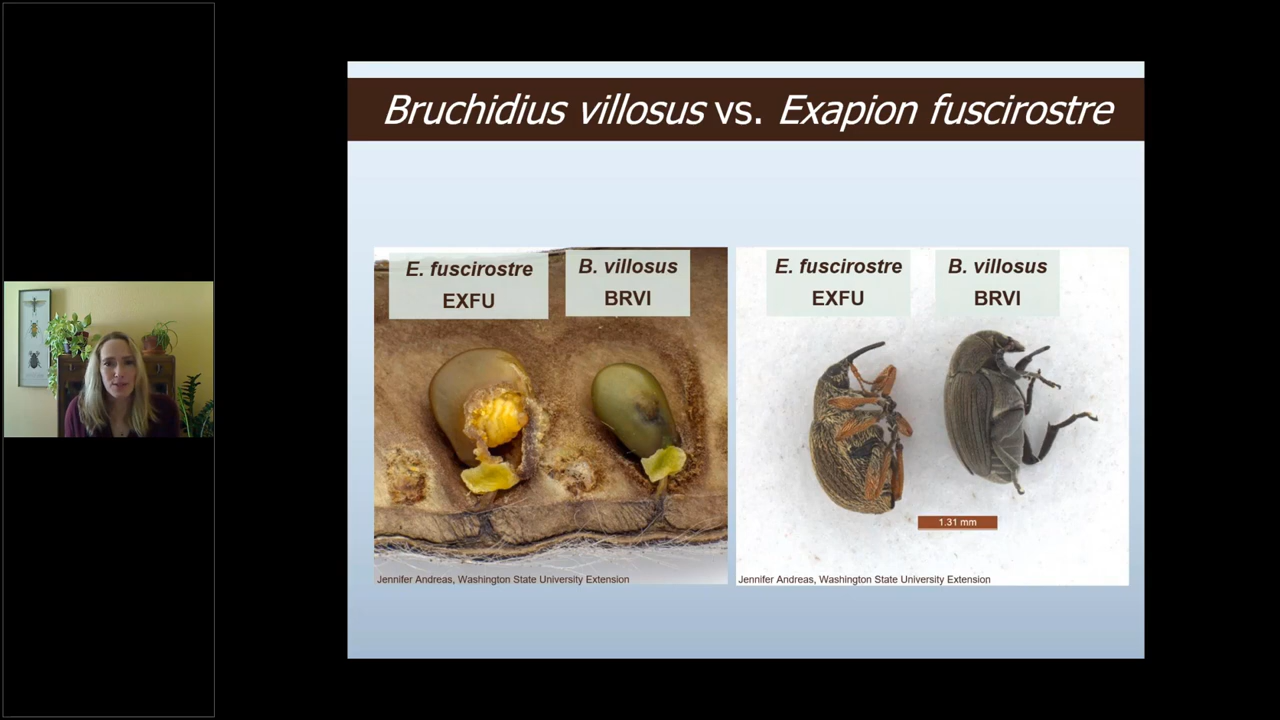 Bruchidius villosus vs. Exapion fuscirostre
E. fuscirostre
EXFU
B. villosus
BRVI
E. fuscirostre
EXFU
B. villosus
BRVI
1.31 mm
Jennifer Andreas, Washington State University Extension
Jennifer Andreas, Washington State University Extension